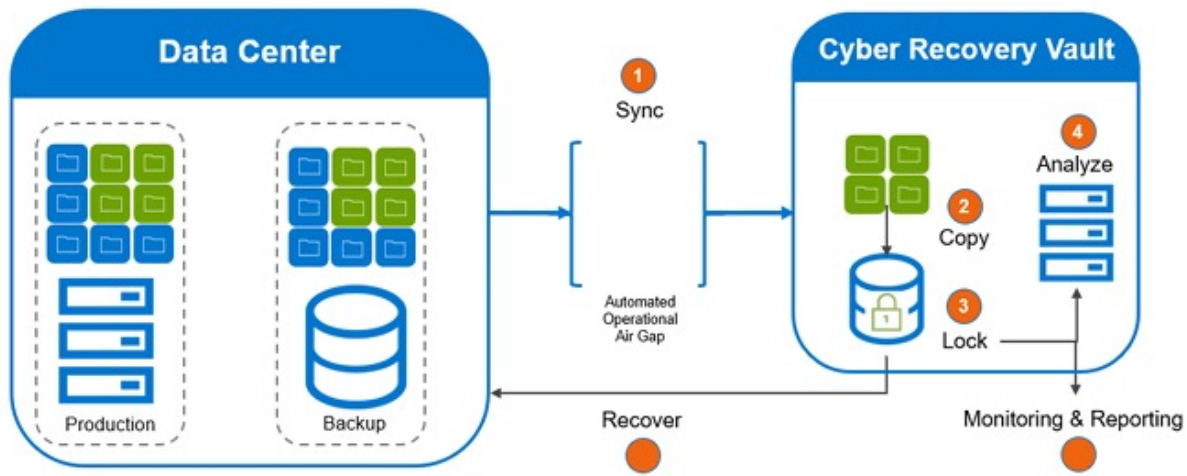 Data Center
Cyber Recovery Vault
1
Sync
4
Analyze
2
Copy
3
Lock
1
Automated
Operational
Air Gap
Production
Backup
Recover
Monitoring & Reporting